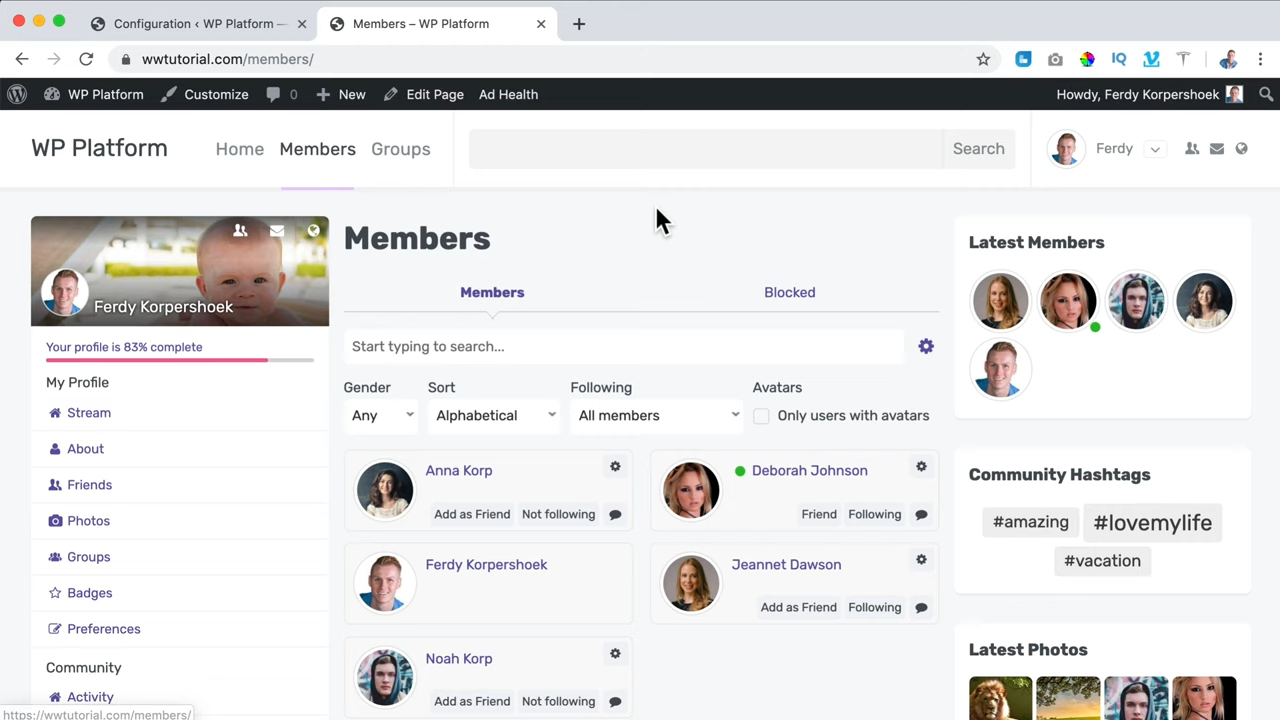 Configuration ‹ WP Platform —
Members – WP Platform
wwtutorial.com/members/
IQ
WP Platform
Customize
0
New
Edit Page
Ad Health
Howdy, Ferdy Korpershoek
WP Platform
Home
Members
Groups
Search
Ferdy
Ferdy Korpershoek
Your profile is 83% complete
My Profile
Stream
About
Friends
Photos
Groups
Badges
Preferences
Community
Activity
https://wwtutorial.com/members/
Members
Members
Blocked
Start typing to search...
Gender
Sort
Following
Avatars
Any
Alphabetical
All members
Only users with avatars
Anna Korp
Add as Friend
Not following
Deborah Johnson
Friend
Following
Ferdy Korpershoek
Jeannet Dawson
Add as Friend
Following
Noah Korp
Add as Friend
Not following
Latest Members
Community Hashtags
#amazing
#lovemylife
#vacation
Latest Photos